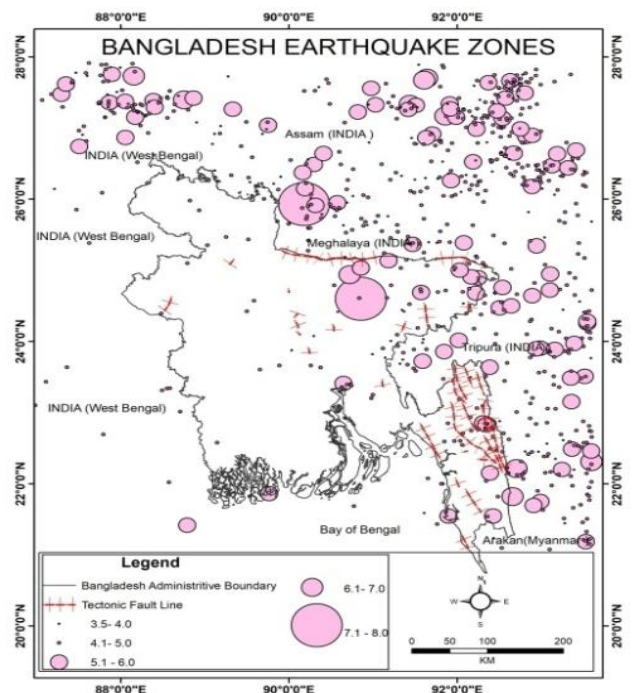 88°0'0"E 90°0'0"E 92°0'0"E
BANGLADESH EARTHQUAKE ZONES
28°0'0"N
28°0'0"N
Assam (INDIA )
INDIA (West Bengal)
26°0'0"N
26°0'0"N
INDIA (West Bengal)
Meghalaya (INDIA)
24°0'0"N
24°0'0"N
Tripura (INDIA)
INDIA (West Bengal)
22°0'0"N
22°0'0"N
Bay of Bengal
Arakan(Myanmar
Legend
Bangladesh Administritive Boundary
Tectonic Fault Line
3.5- 4.0
4.1- 5.0
5.1 - 6.0
6.1- 7.0
7.1 - 8.0
N
W E
S
0 50 100 200
KM
20°0'0"N
20°0'0"N
88°0'0"E 90°0'0"E 92°0'0"E